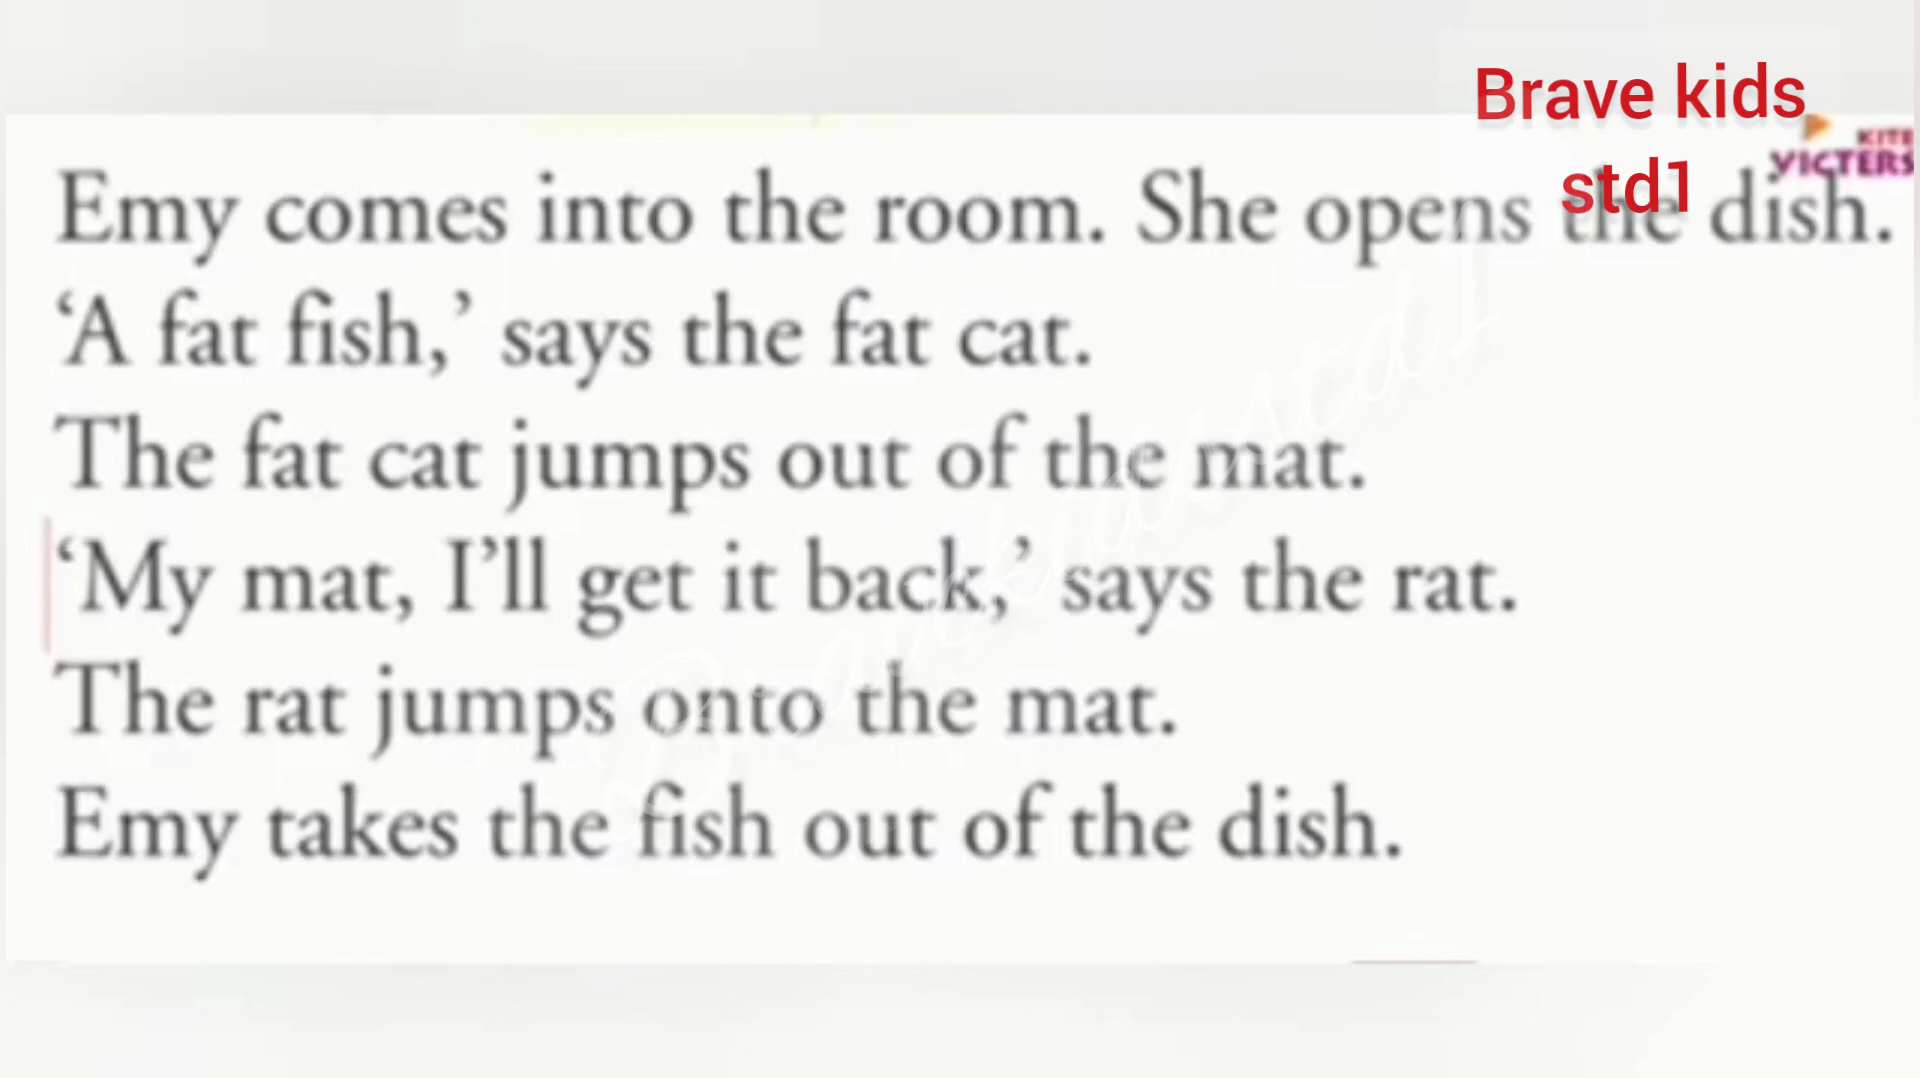 Brave kids
std1
KITE
VICTERS
Emy comes into the room. She opens the dish.
‘A fat fish,’ says the fat cat.
The fat cat jumps out of the mat.
‘My mat, I’ll get it back,’ says the rat.
The rat jumps onto the mat.
Emy takes the fish out of the dish.